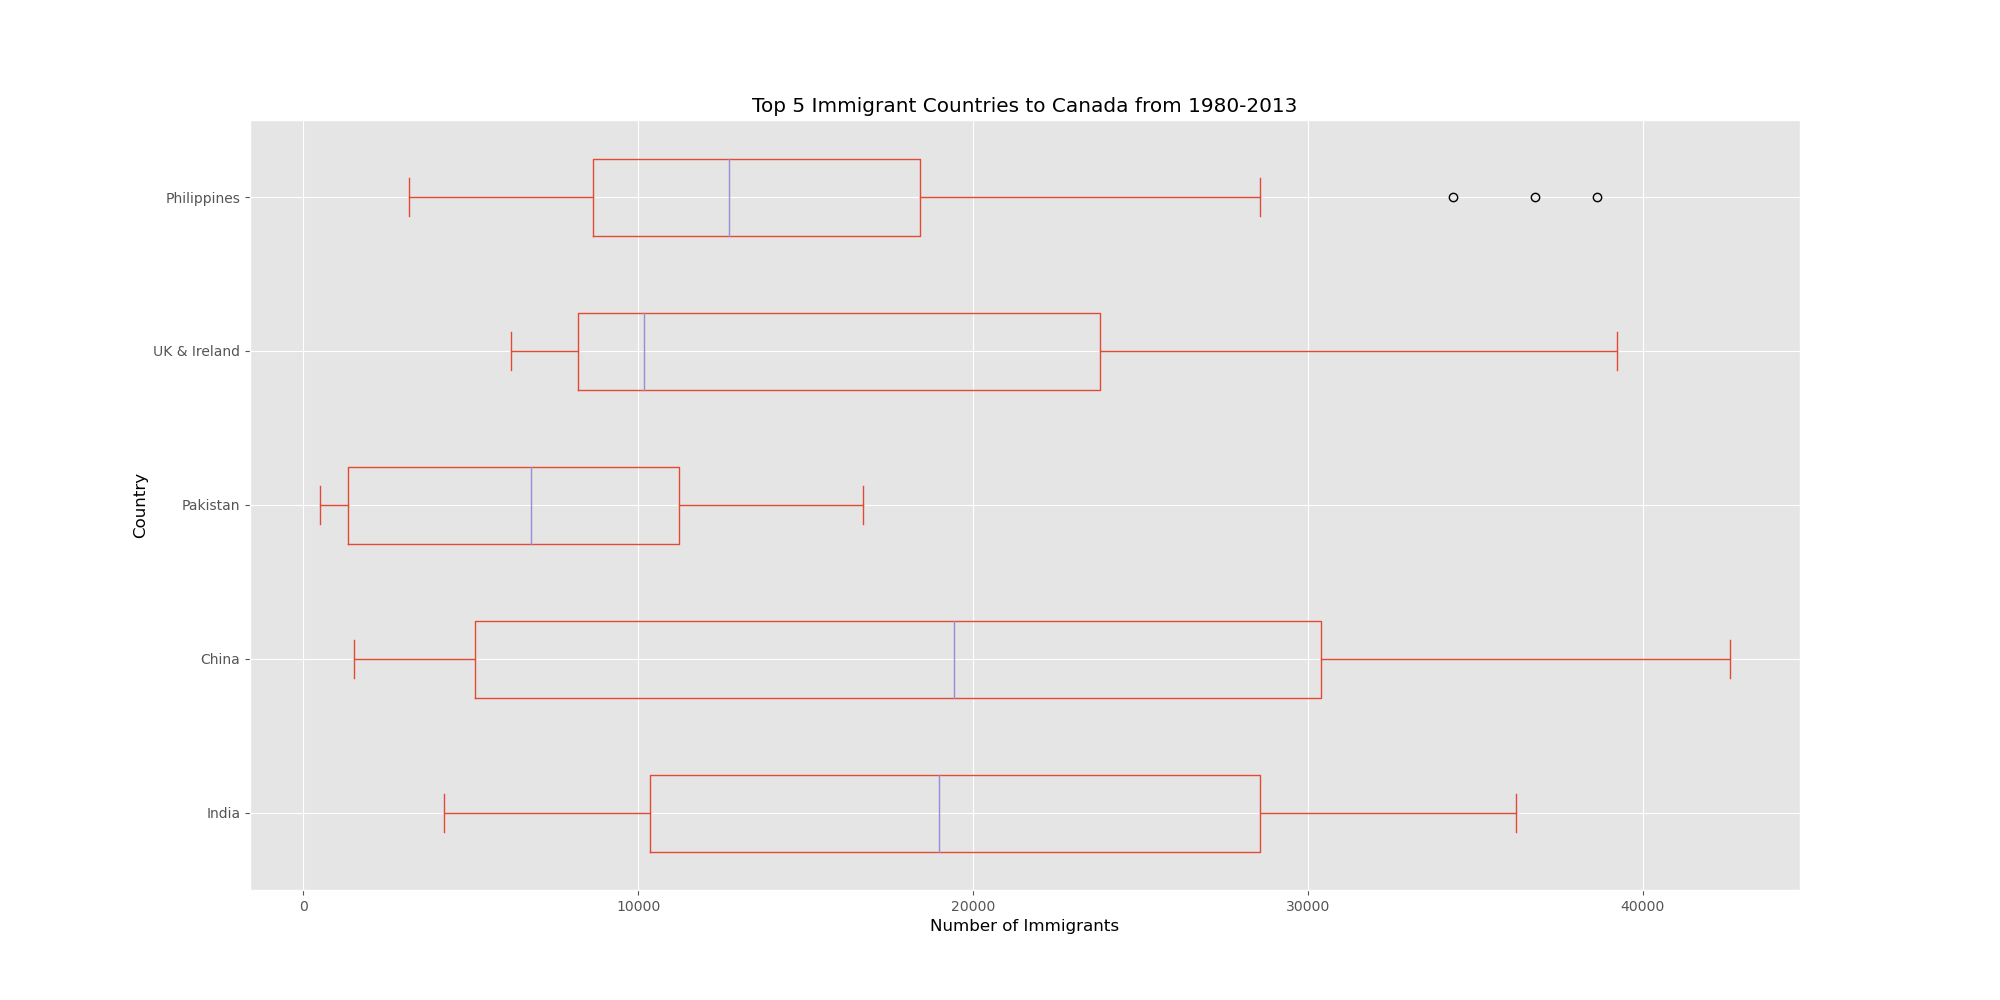 Top 5 Immigrant Countries to Canada from 1980-2013
Philippines
UK & Ireland
Pakistan
China
India
Country
0 10000 20000 30000 40000
Number of Immigrants